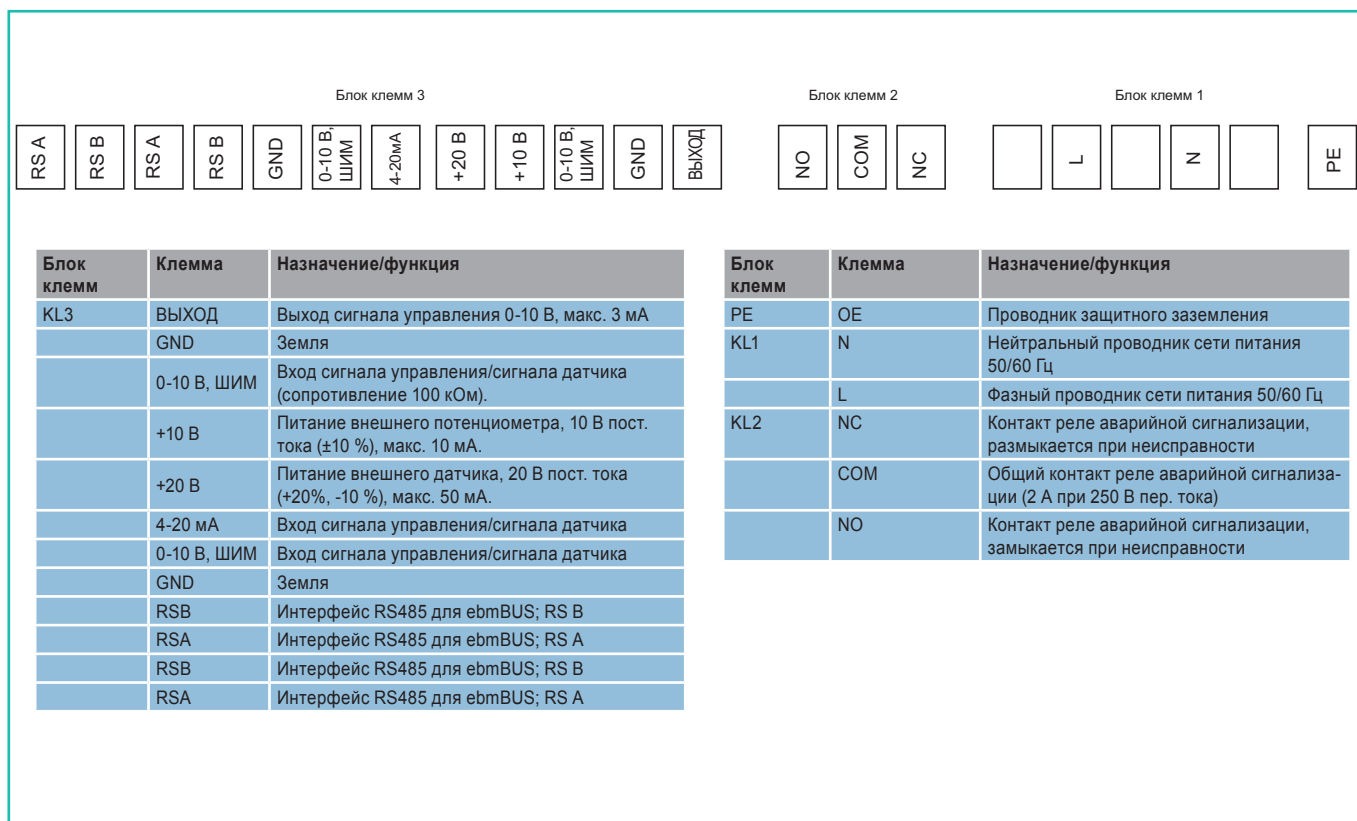 Блок клемм 3
Блок клемм 2
Блок клемм 1
RS A
RS B
RS A
RS B
GND
0-10 В,
ШИМ
4-20мА
+20 В
+10 В
0-10 В,
ШИМ
GND
ВЫХОД
NO
COM
NC
L
N
PE
Блок
клемм
Клемма
Назначение/функция
KL3
ВЫХОД
Выход сигнала управления 0-10 В, макс. 3 мА
GND
Земля
0-10 В, ШИМ
Вход сигнала управления/сигнала датчика
(сопротивление 100 кОм).
+10 В
Питание внешнего потенциометра, 10 В пост.
тока (±10 %), макс. 10 мА.
+20 В
Питание внешнего датчика, 20 В пост. тока
(+20%, -10 %), макс. 50 мА.
4-20 мА
Вход сигнала управления/сигнала датчика
0-10 В, ШИМ
Вход сигнала управления/сигнала датчика
GND
Земля
RSB
Интерфейс RS485 для ebmBUS; RS B
RSA
Интерфейс RS485 для ebmBUS; RS A
RSB
Интерфейс RS485 для ebmBUS; RS B
RSA
Интерфейс RS485 для ebmBUS; RS A
Блок
клемм
Клемма
Назначение/функция
PE
OE
Проводник защитного заземления
KL1
N
Нейтральный проводник сети питания
50/60 Гц
L
Фазный проводник сети питания 50/60 Гц
KL2
NC
Контакт реле аварийной сигнализации,
размыкается при неисправности
COM
Общий контакт реле аварийной сигнализа-
ции (2 А при 250 В пер. тока)
NO
Контакт реле аварийной сигнализации,
замыкается при неисправности